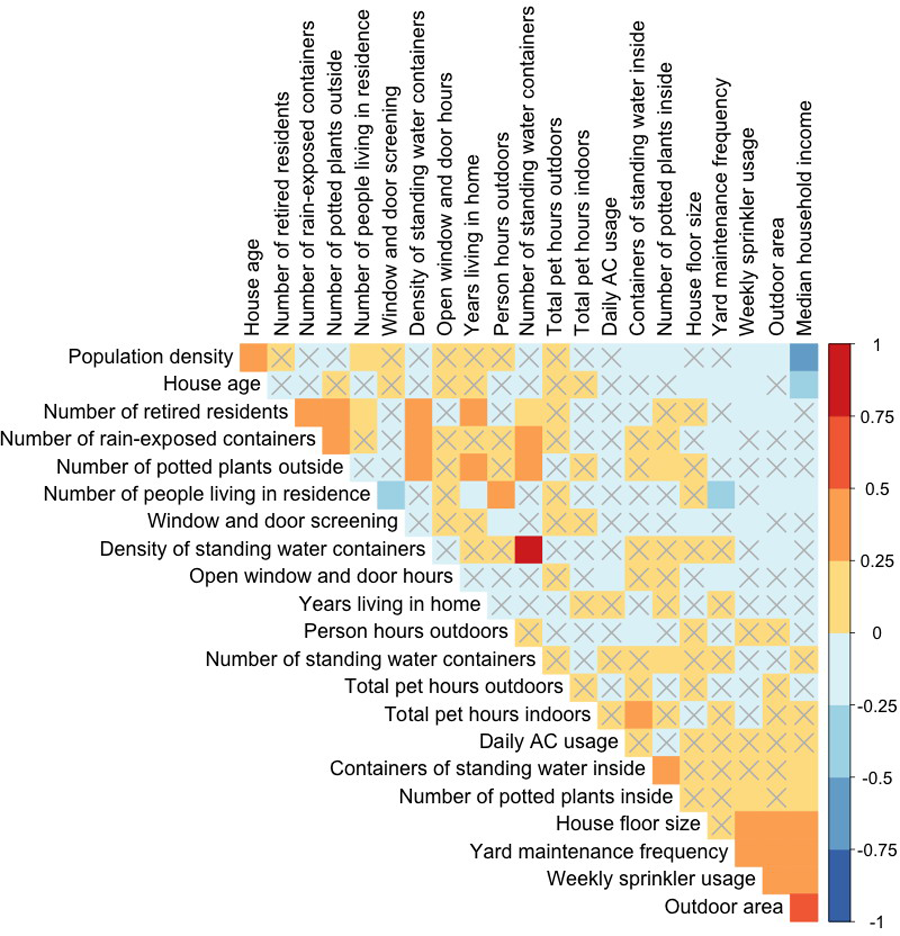 House age
Number of retired residents
Number of rain-exposed containers
Number of potted plants outside
Number of people living in residence
Window and door screening
Density of standing water containers
Open window and door hours
Years living in home
Person hours outdoors
Number of standing water containers
Total pet hours outdoors
Total pet hours indoors
Daily AC usage
Containers of standing water inside
Number of potted plants inside
House floor size
Yard maintenance frequency
Weekly sprinkler usage
Outdoor area
Median household income
Population density
House age
Number of retired residents
Number of rain-exposed containers
Number of potted plants outside
Number of people living in residence
Window and door screening
Density of standing water containers
Open window and door hours
Years living in home
Person hours outdoors
Number of standing water containers
Total pet hours outdoors
Total pet hours indoors
Daily AC usage
Containers of standing water inside
Number of potted plants inside
House floor size
Yard maintenance frequency
Weekly sprinkler usage
Outdoor area
1
0.75
0.5
0.25
0
-0.25
-0.5
-0.75
-1